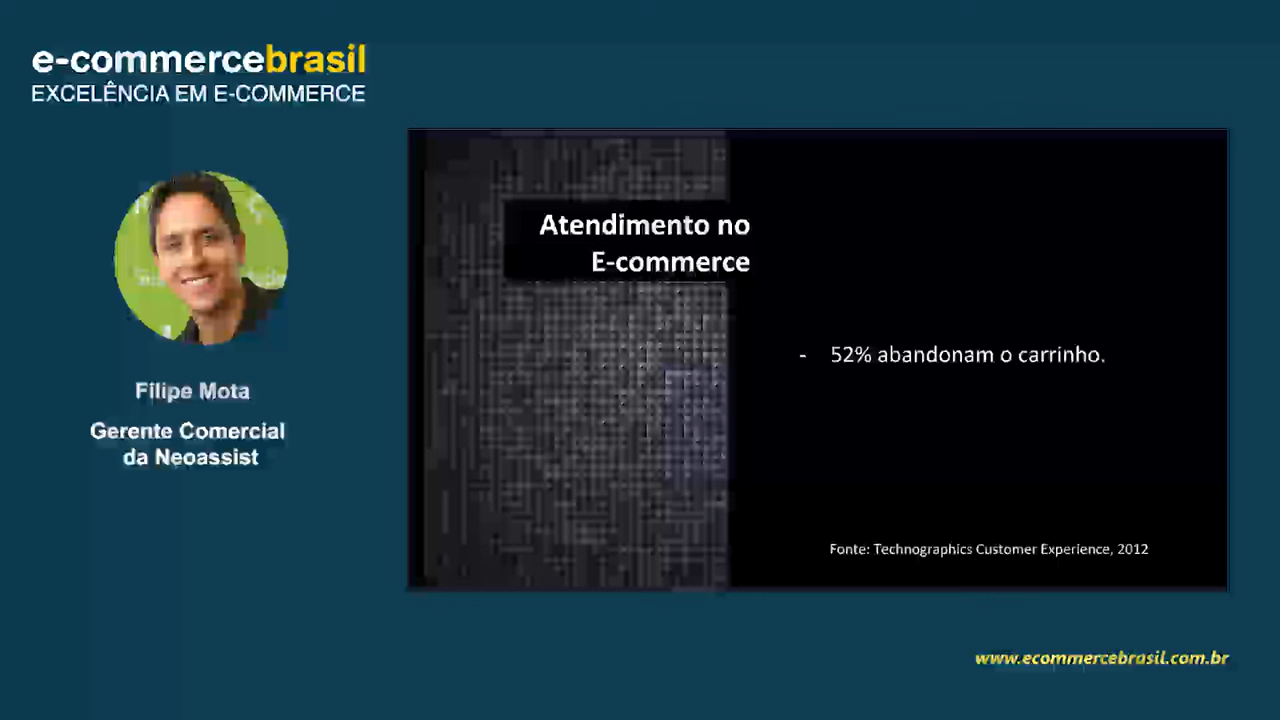 e-commercebrasil
EXCELÊNCIA EM E-COMMERCE
Filipe Mota
Gerente Comercial
da Neoassist
Atendimento no
E-commerce
- 52% abandonam o carrinho.
Fonte: Technographics Customer Experience, 2012
www.ecommercebrasil.com.br